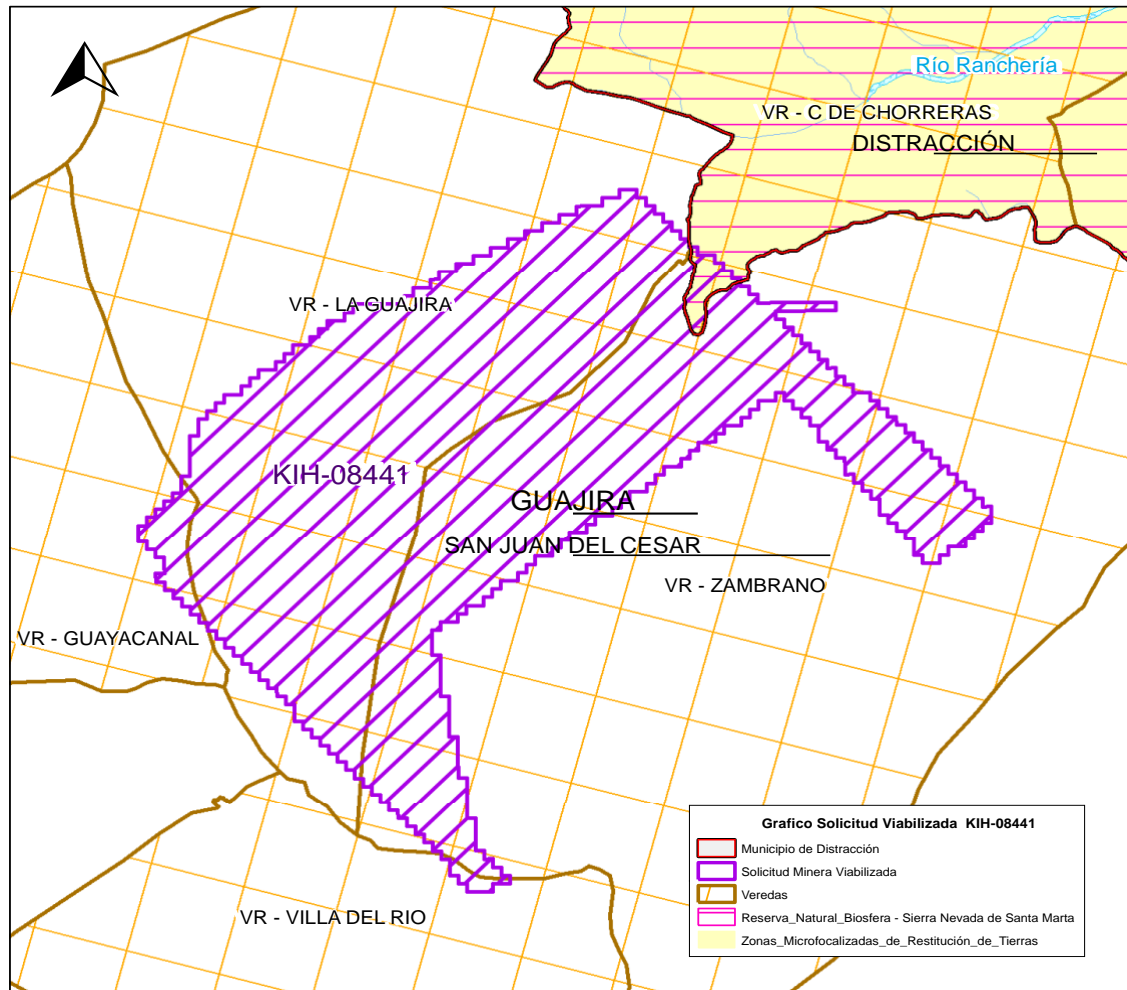 Río Ranchería
VR - C DE CHORRERAS
DISTRACCIÓN
VR - LA GUAJIRA
KIH-08441
GUAJIRA
SAN JUAN DEL CESAR
VR - ZAMBRANO
VR - GUAYACANAL
VR - VILLA DEL RIO
Grafico Solicitud Viabilizada KIH-08441
Municipio de Distracción
Solicitud Minera Viabilizada
Veredas
Reserva_Natural_Biosfera - Sierra Nevada de Santa Marta
Zonas_Microfocalizadas_de_Restitución_de_Tierras